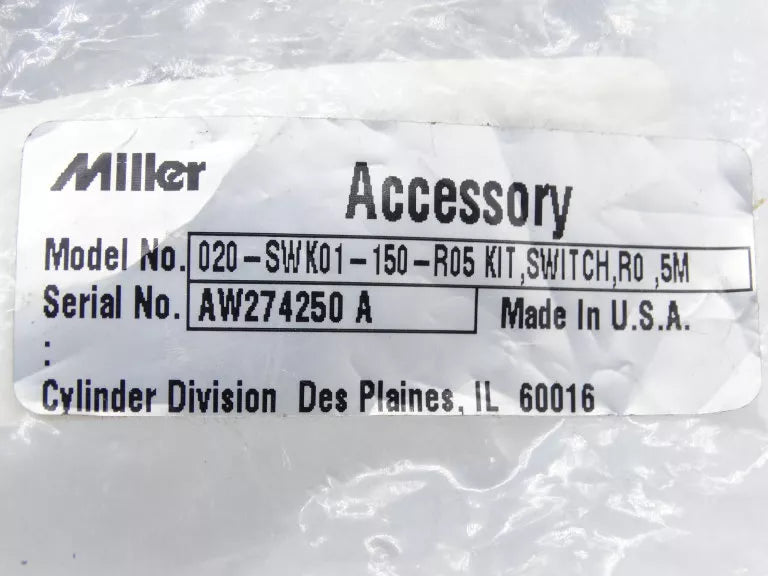 Miller Accessory
Model No. 020-SWK01-150-R05 KIT,SWITCH,R0 ,5M
Serial No. AW274250 A Made In U.S.A.
:
Cylinder Division Des Plaines, IL 60016